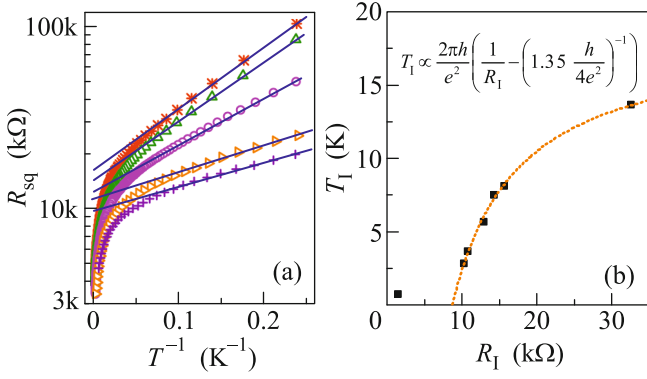 100k
10k
3k
R_sq (kΩ)
0 0.1 0.2
T⁻¹ (K⁻¹)
(a)
20
15
10
5
0
T_I (K)
T_I ∝ 2πh/e² (1/R_I − (1.35 h/4e²)⁻¹)
0 10 20 30
R_I (kΩ)
(b)